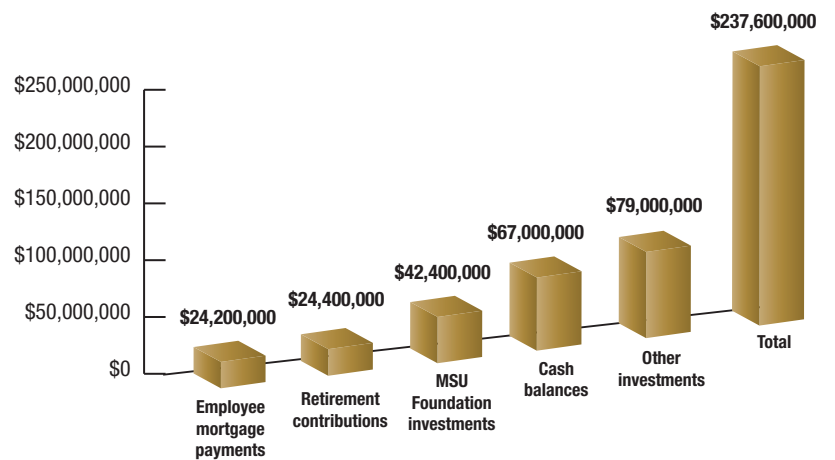 $237,600,000
$250,000,000
$200,000,000
$150,000,000
$100,000,000
$50,000,000
$0
$24,200,000
$24,400,000
$42,400,000
$67,000,000
$79,000,000
Employee
mortgage
payments
Retirement
contributions
MSU
Foundation
investments
Cash
balances
Other
investments
Total